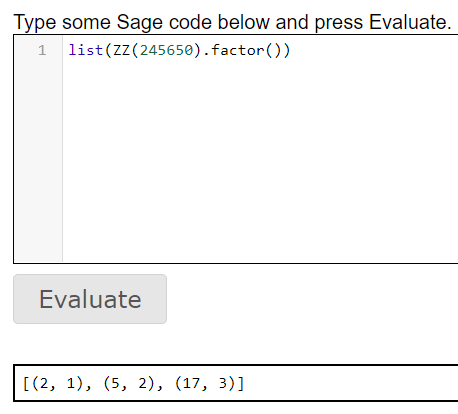 Type some Sage code below and press Evaluate.
1 list(ZZ(245650).factor())
Evaluate
[(2, 1), (5, 2), (17, 3)]